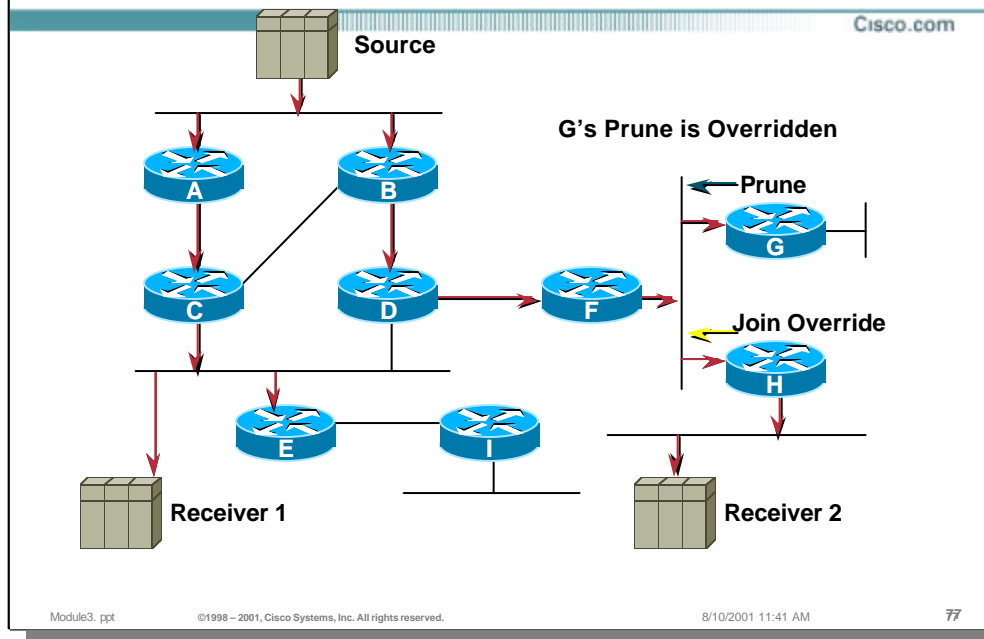 Cisco.com
Source
G's Prune is Overridden
A
B
Prune
G
C
D
F
Join Override
H
E
I
Receiver 1
Receiver 2
Module3. ppt ©1998 – 2001, Cisco Systems, Inc. All rights reserved. 8/10/2001 11:41 AM 77